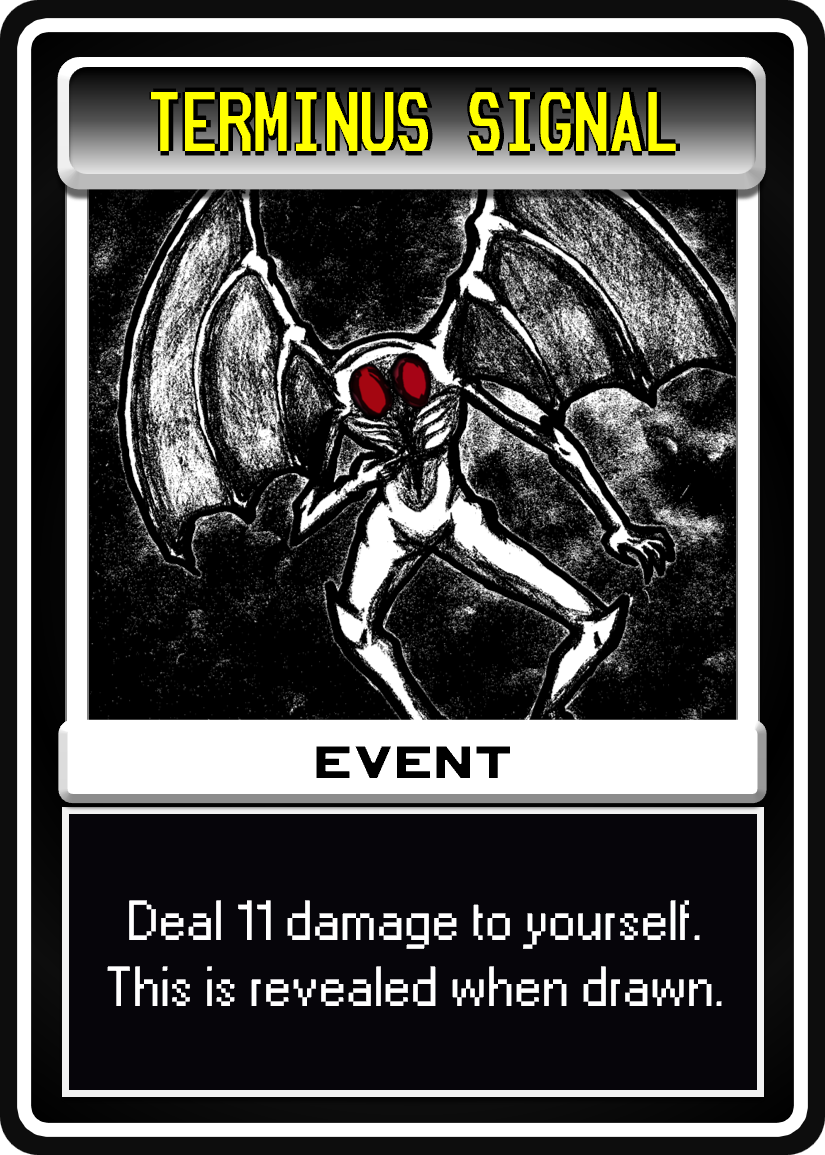 TERMINUS SIGNAL
EVENT
Deal 11 damage to yourself.
This is revealed when drawn.